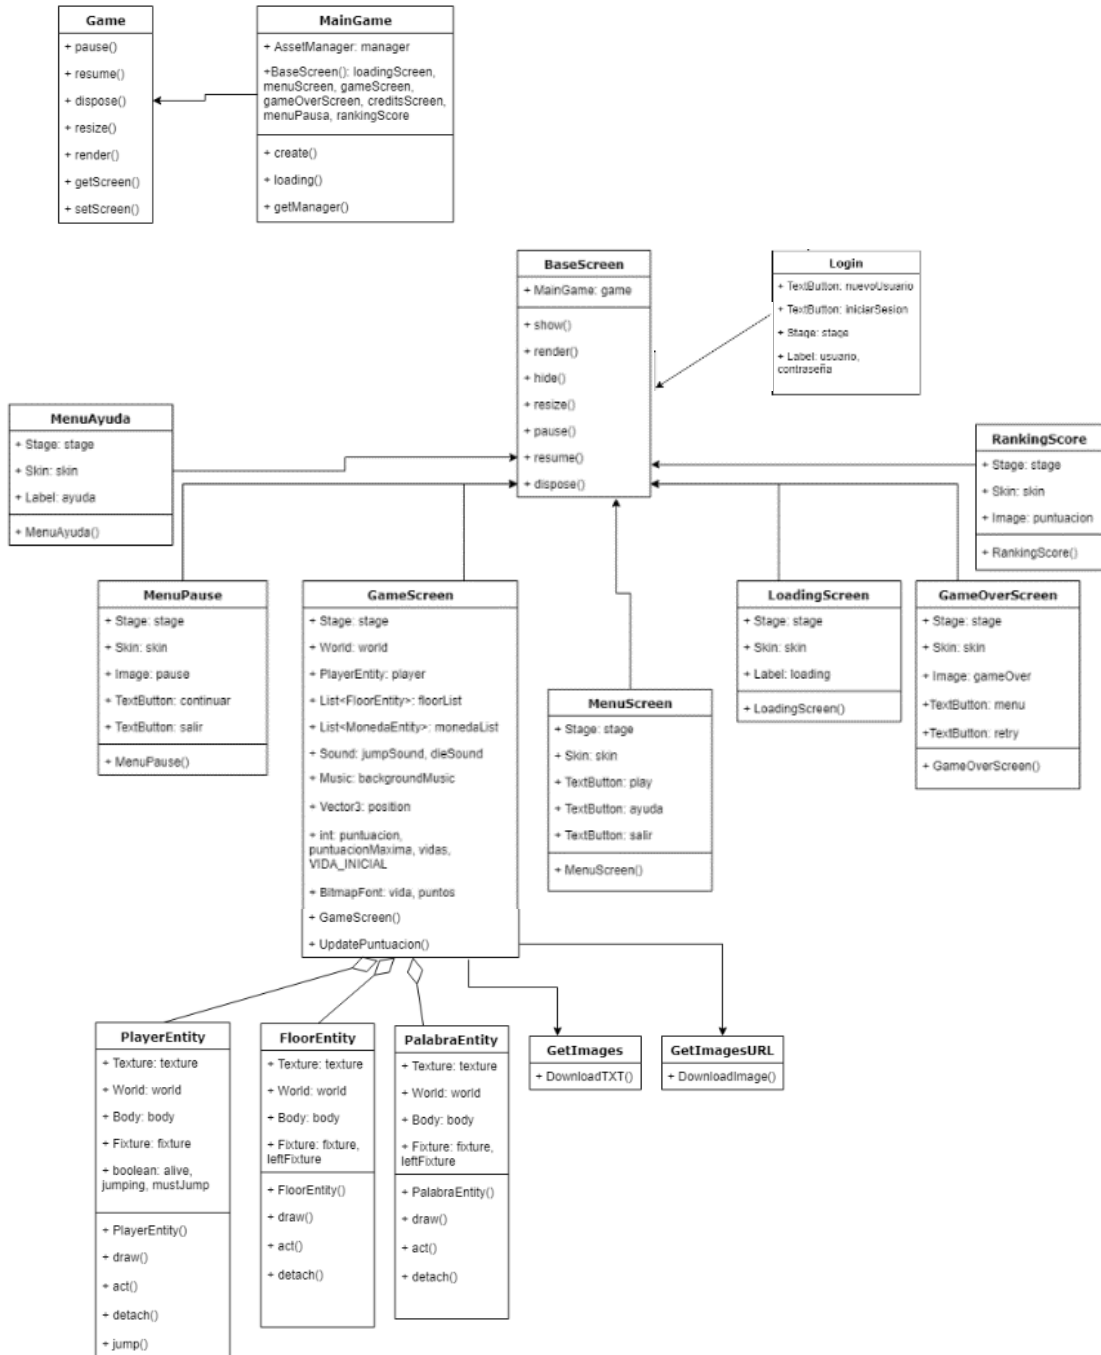 Game
+ pause()
+ resume()
+ dispose()
+ resize()
+ render()
+ getScreen()
+ setScreen()
MainGame
+ AssetManager: manager
+BaseScreen(): loadingScreen,
menuScreen, gameScreen,
gameOverScreen, creditsScreen,
menuPausa, rankingScore
+ create()
+ loading()
+ getManager()
BaseScreen
+ MainGame: game
+ show()
+ render()
+ hide()
+ resize()
+ pause()
+ resume()
+ dispose()
Login
+ TextButton: nuevoUsuario
+ TextButton: iniciarSesion
+ Stage: stage
+ Label: usuario,
contraseña
MenuAyuda
+ Stage: stage
+ Skin: skin
+ Label: ayuda
+ MenuAyuda()
RankingScore
+ Stage: stage
+ Skin: skin
+ Image: puntuacion
+ RankingScore()
MenuPause
+ Stage: stage
+ Skin: skin
+ Image: pause
+ TextButton: continuar
+ TextButton: salir
+ MenuPause()
GameScreen
+ Stage: stage
+ World: world
+ PlayerEntity: player
+ List<FloorEntity>: floorList
+ List<MonedaEntity>: monedaList
+ Sound: jumpSound, dieSound
+ Music: backgroundMusic
+ Vector3: position
+ int: puntuacion,
puntuacionMaxima, vidas,
VIDA_INICIAL
+ BitmapFont: vida, puntos
+ GameScreen()
+ UpdatePuntuacion()
MenuScreen
+ Stage: stage
+ Skin: skin
+ TextButton: play
+ TextButton: ayuda
+ TextButton: salir
+ MenuScreen()
LoadingScreen
+ Stage: stage
+ Skin: skin
+ Label: loading
+ LoadingScreen()
GameOverScreen
+ Stage: stage
+ Skin: skin
+ Image: gameOver
+TextButton: menu
+TextButton: retry
+ GameOverScreen()
PlayerEntity
+ Texture: texture
+ World: world
+ Body: body
+ Fixture: fixture
+ boolean: alive,
jumping, mustJump
+ PlayerEntity()
+ draw()
+ act()
+ detach()
+ jump()
FloorEntity
+ Texture: texture
+ World: world
+ Body: body
+ Fixture: fixture,
leftFixture
+ FloorEntity()
+ draw()
+ act()
+ detach()
PalabraEntity
+ Texture: texture
+ World: world
+ Body: body
+ Fixture: fixture,
leftFixture
+ PalabraEntity()
+ draw()
+ act()
+ detach()
GetImages
+ DownloadTXT()
GetImagesURL
+ DownloadImage()